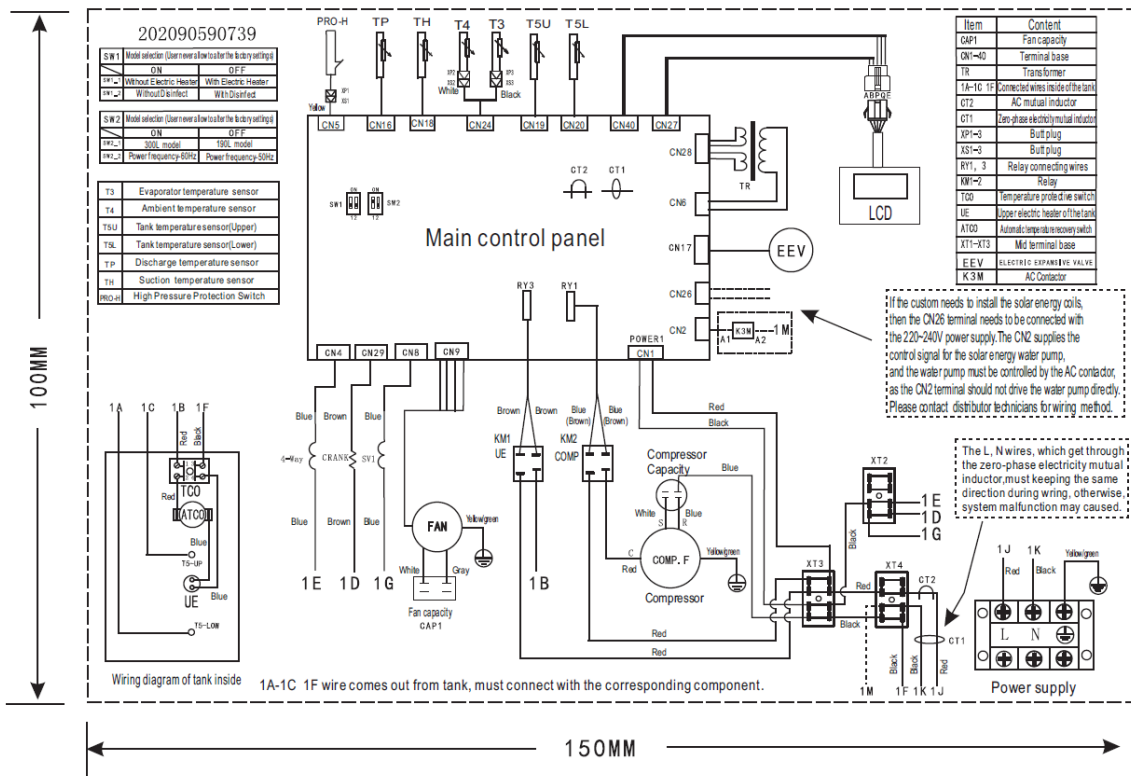 202090590739
SW1 Model selection (User never allow to alter the factory settings)
ON OFF
SW1_1 Without Electric Heater With Electric Heater
SW1_2 Without Disinfect With Disinfect
SW2 Model selection (User never allow to alter the factory settings)
ON OFF
SW2_1 300L model 190L model
SW2_2 Power frequency-60Hz Power frequency-50Hz
T3 Evaporator temperature sensor
T4 Ambient temperature sensor
T5U Tank temperature sensor(Upper)
T5L Tank temperature sensor(Lower)
TP Discharge temperature sensor
TH Suction temperature sensor
PRO-H High Pressure Protection Switch
PRO-H TP TH T4 T3 T5U T5L
XP2 XP3
XS2 XS3
White Black
XP1
XS1
Yellow
CN5 CN16 CN18 CN24 CN19 CN20 CN40 CN27
CN28
TR
CN6
CN17
EEV
CN26
CN2
A1 K3M A2 1M
CT2 CT1
ON ON
SW1 SW2
12 12
Main control panel
RY3 RY1
POWER1
CN4 CN29 CN8 CN9 CN1
ABPQE
LCD
Item Content
CAP1 Fan capacity
CN1-40 Terminal base
TR Transformer
1A-1C 1F Connected wires inside of the tank
CT2 AC mutual inductor
CT1 Zero-phase electricity mutual inductor
XP1-3 Butt plug
XS1-3 Butt plug
RY1, 3 Relay connecting wires
KM1-2 Relay
TCO Temperature protective switch
UE Upper electric heater of the tank
ATCO Automatic temperature recovery switch
XT1-XT3 Mid terminal base
EEV ELECTRIC EXPANSIVE VALVE
K3M AC Contactor
If the custom needs to install the solar energy coils,
then the CN26 terminal needs to be connected with
the 220~240V power supply.The CN2 supplies the
control signal for the solar energy water pump,
and the water pump must be controlled by the AC contactor,
as the CN2 terminal should not drive the water pump directly.
Please contact distributor technicians for wiring method.
The L, N wires, which get through
the zero-phase electricity mutual
inductor,must keeping the same
direction during wring, otherwise,
system malfunction may caused.
1A 1C 1B 1F
Red Black
TCO
Red
ATCO
Blue
T5-UP
UE
Blue
T5-LOW
Wiring diagram of tank inside
Blue Brown Blue
4-Way CRANK SV1
Blue Brown Blue
1E 1D 1G
FAN
Yellow/green
White Gray
Fan capacity
CAP1
Brown Brown
Blue (Brown) Blue (Brown)
KM1
UE
KM2
COMP
1B
Red
Black
Compressor
Capacity
Blue
White Blue
S R
C
Red
COMP.F
Yellow/green
Compressor
Red
Red
XT2
1E
1D
1G
Black
XT3 XT4
Red
Black
CT2
CT1
Black Black Red
1M 1F 1K 1J
1J 1K Yellow/green
Red Black
L N
Power supply
1A-1C 1F wire comes out from tank, must connect with the corresponding component.
100MM
150MM